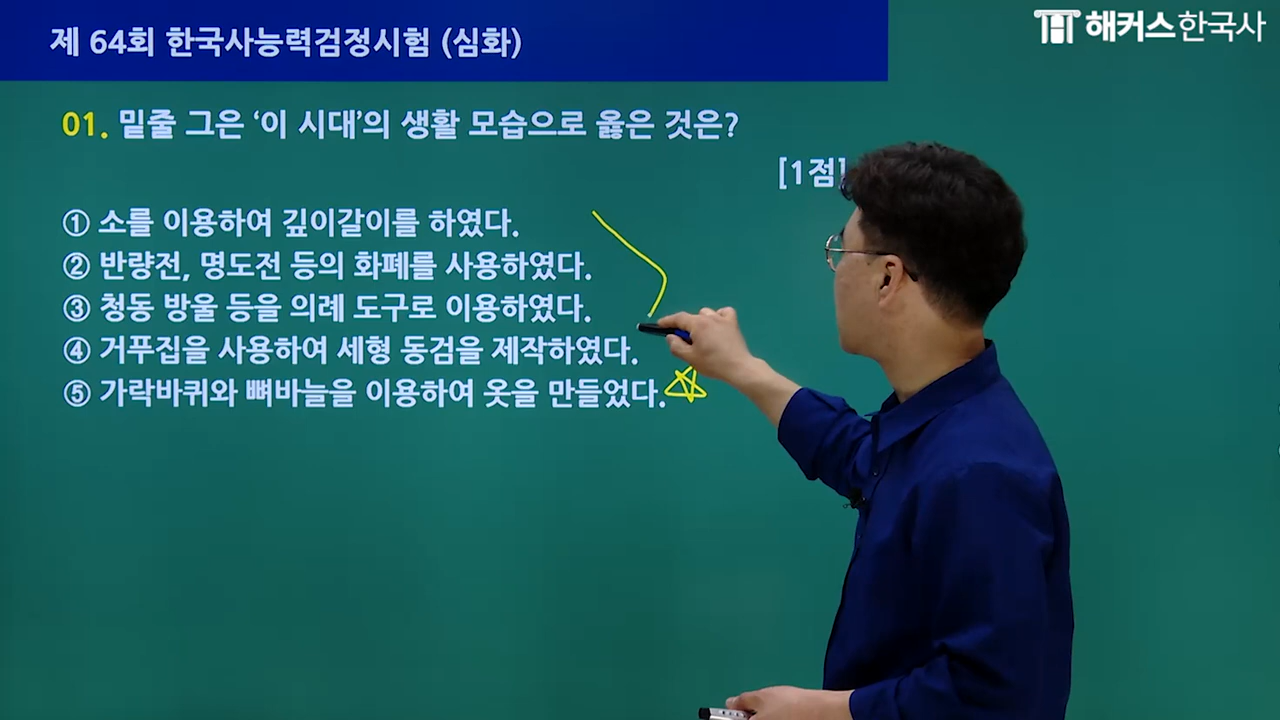 제 64회 한국사능력검정시험 (심화)
해커스한국사
01. 밑줄 그은 ‘이 시대’의 생활 모습으로 옳은 것은?
[1점]
① 소를 이용하여 깊이갈이를 하였다.
② 반량전, 명도전 등의 화폐를 사용하였다.
③ 청동 방울 등을 의례 도구로 이용하였다.
④ 거푸집을 사용하여 세형 동검을 제작하였다.
⑤ 가락바퀴와 뼈바늘을 이용하여 옷을 만들었다.